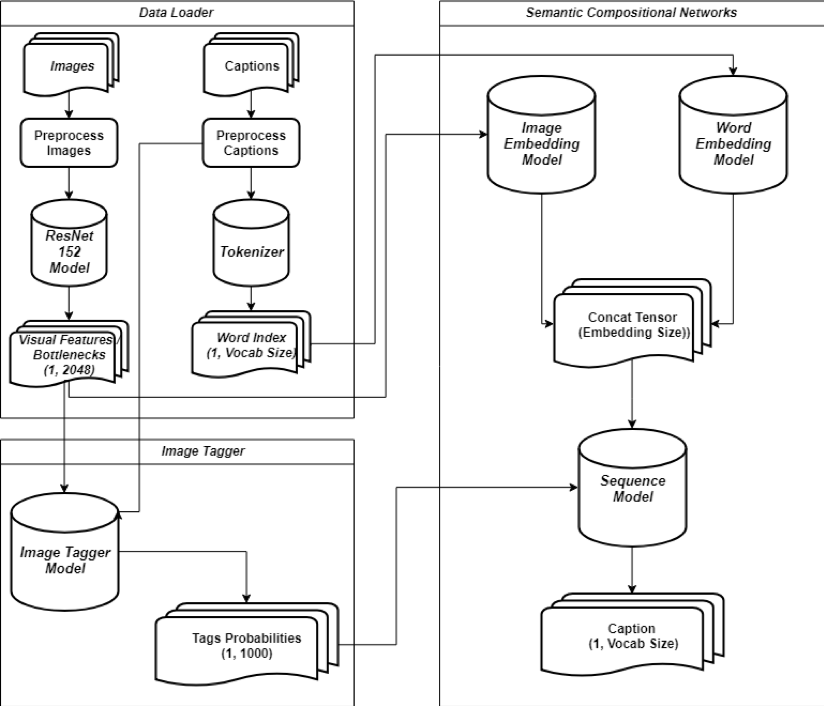 Data Loader
Images
Captions
Preprocess
Images
Preprocess
Captions
ResNet
152
Model
Tokenizer
Visual Features /
Bottlenecks
(1, 2048)
Word Index
(1, Vocab Size)
Image Tagger
Image Tagger
Model
Tags Probabilities
(1, 1000)
Semantic Compositional Networks
Image
Embedding
Model
Word
Embedding
Model
Concat Tensor
(Embedding Size))
Sequence
Model
Caption
(1, Vocab Size)